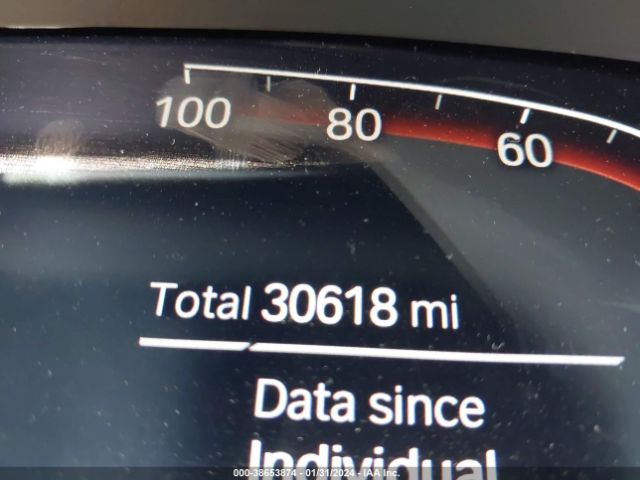 100 80 60
Total 30618 mi
Data since
Individual
000-38653874 - 01/31/2024 - IAA Inc.